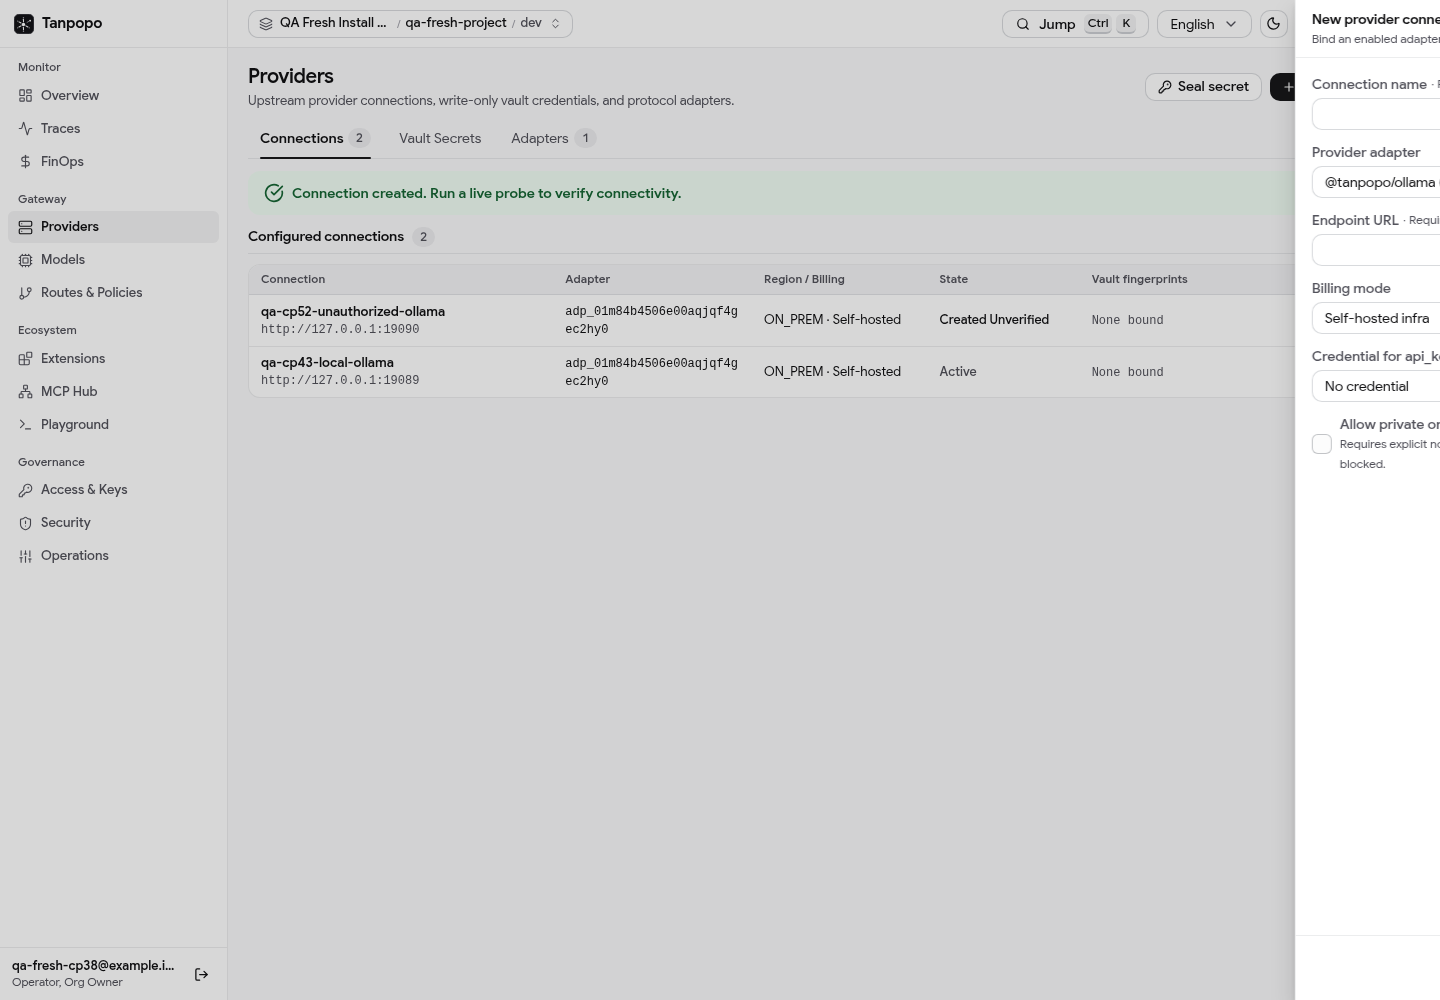 Tanpopo
QA Fresh Install ... / qa-fresh-project / dev
Jump Ctrl K
English
Monitor
Overview
Traces
FinOps
Gateway
Providers
Models
Routes & Policies
Ecosystem
Extensions
MCP Hub
Playground
Governance
Access & Keys
Security
Operations
qa-fresh-cp38@example.i...
Operator, Org Owner
Providers
Upstream provider connections, write-only vault credentials, and protocol adapters.
Seal secret
Connections 2
Vault Secrets
Adapters 1
Connection created. Run a live probe to verify connectivity.
Configured connections 2
Connection Adapter Region / Billing State Vault fingerprints
qa-cp52-unauthorized-ollama
http://127.0.0.1:19090
adp_01m84b4506e00aqjqf4g
ec2hy0
ON_PREM · Self-hosted
Created Unverified
None bound
qa-cp43-local-ollama
http://127.0.0.1:19089
adp_01m84b4506e00aqjqf4g
ec2hy0
ON_PREM · Self-hosted
Active
None bound
New provider conne
Bind an enabled adapter
Connection name ·
Provider adapter
@tanpopo/ollama
Endpoint URL · Requi
Billing mode
Self-hosted infra
Credential for api_k
No credential
Allow private or
Requires explicit
blocked.